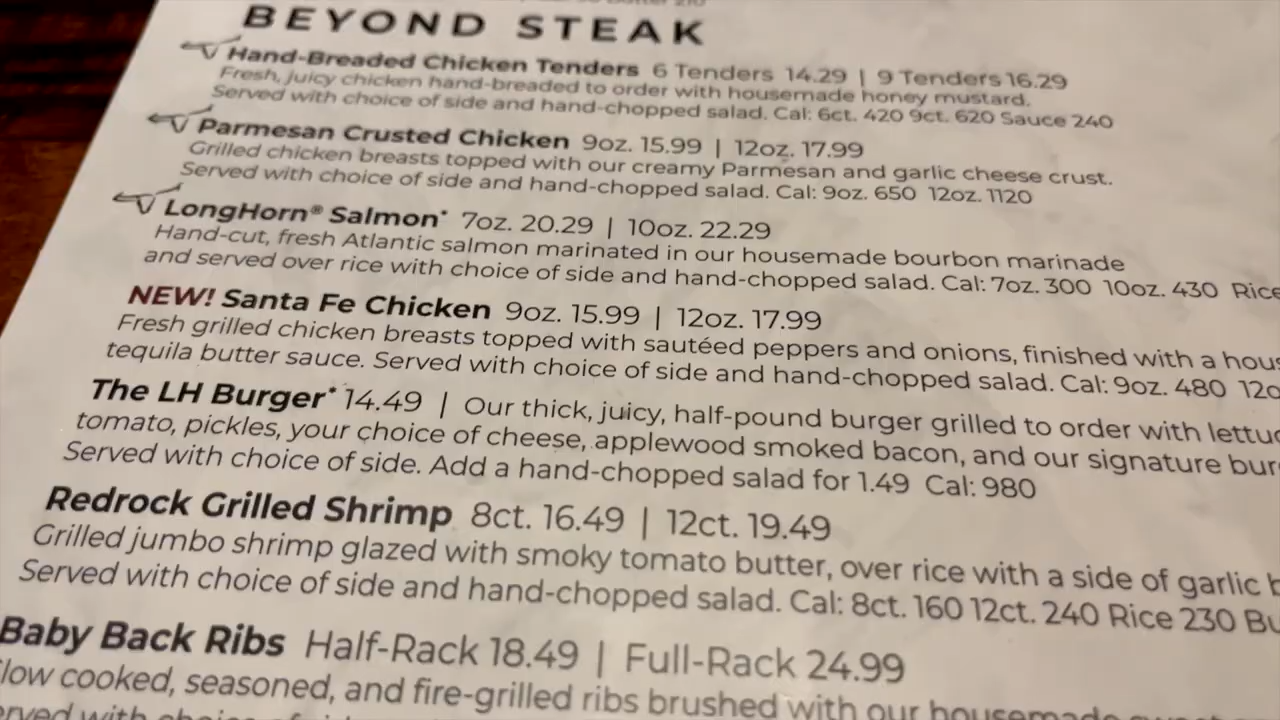 BEYOND STEAK
Hand-Breaded Chicken Tenders 6 Tenders 14.29 | 9 Tenders 16.29
Fresh, juicy chicken hand-breaded to order with housemade honey mustard.
Served with choice of side and hand-chopped salad. Cal: 6ct. 420 9ct. 620 Sauce 240
Parmesan Crusted Chicken 9oz. 15.99 | 12oz. 17.99
Grilled chicken breasts topped with our creamy Parmesan and garlic cheese crust.
Served with choice of side and hand-chopped salad. Cal: 9oz. 650 12oz. 1120
LongHorn® Salmon* 7oz. 20.29 | 10oz. 22.29
Hand-cut, fresh Atlantic salmon marinated in our housemade bourbon marinade
and served over rice with choice of side and hand-chopped salad. Cal: 7oz. 300 10oz. 430 Rice
NEW! Santa Fe Chicken 9oz. 15.99 | 12oz. 17.99
Fresh grilled chicken breasts topped with sautéed peppers and onions, finished with a
tequila butter sauce. Served with choice of side and hand-chopped salad. Cal: 9oz. 480
The LH Burger* 14.49 | Our thick, juicy, half-pound burger grilled to order with
tomato, pickles, your choice of cheese, applewood smoked bacon, and our signature
Served with choice of side. Add a hand-chopped salad for 1.49 Cal: 980
Redrock Grilled Shrimp 8ct. 16.49 | 12ct. 19.49
Grilled jumbo shrimp glazed with smoky tomato butter, over rice with a side of garlic
Served with choice of side and hand-chopped salad. Cal: 8ct. 160 12ct. 240 Rice 230
Baby Back Ribs Half-Rack 18.49 | Full-Rack 24.99
cooked, seasoned, and fire-grilled ribs brushed with our housemade